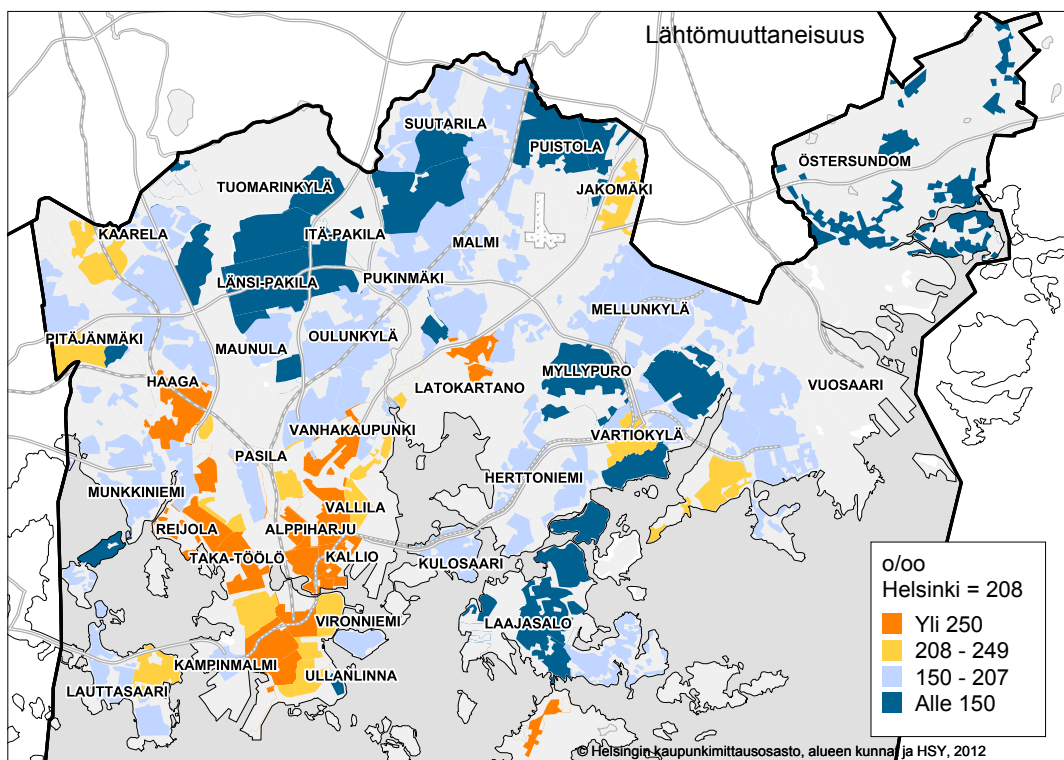 Lähtömuuttaneisuus
SUUTARILA
PUISTOLA
ÖSTERSUNDOM
TUOMARINKYLÄ
JAKOMÄKI
KAARELA
ITÄ-PAKILA
MALMI
LÄNSI-PAKILA
PUKINMÄKI
MELLUNKYLÄ
PITÄJÄNMÄKI
OULUNKYLÄ
MAUNULA
HAAGA
LATOKARTANO
MYLLYPURO
VUOSAARI
VANHAKAUPUNKI
VARTIOKYLÄ
PASILA
HERTTONIEMI
MUNKKINIEMI
VALLILA
REIJOLA
ALPPIHARJU
TAKA-TÖÖLÖ
KALLIO
KULOSAARI
VIRONNIEMI
LAAJASALO
KAMPINMALMI
ULLANLINNA
LAUTTASAARI
o/oo
Helsinki = 208
Yli 250
208 - 249
150 - 207
Alle 150
© Helsingin kaupunkimittausosasto, alueen kunnat ja HSY, 2012